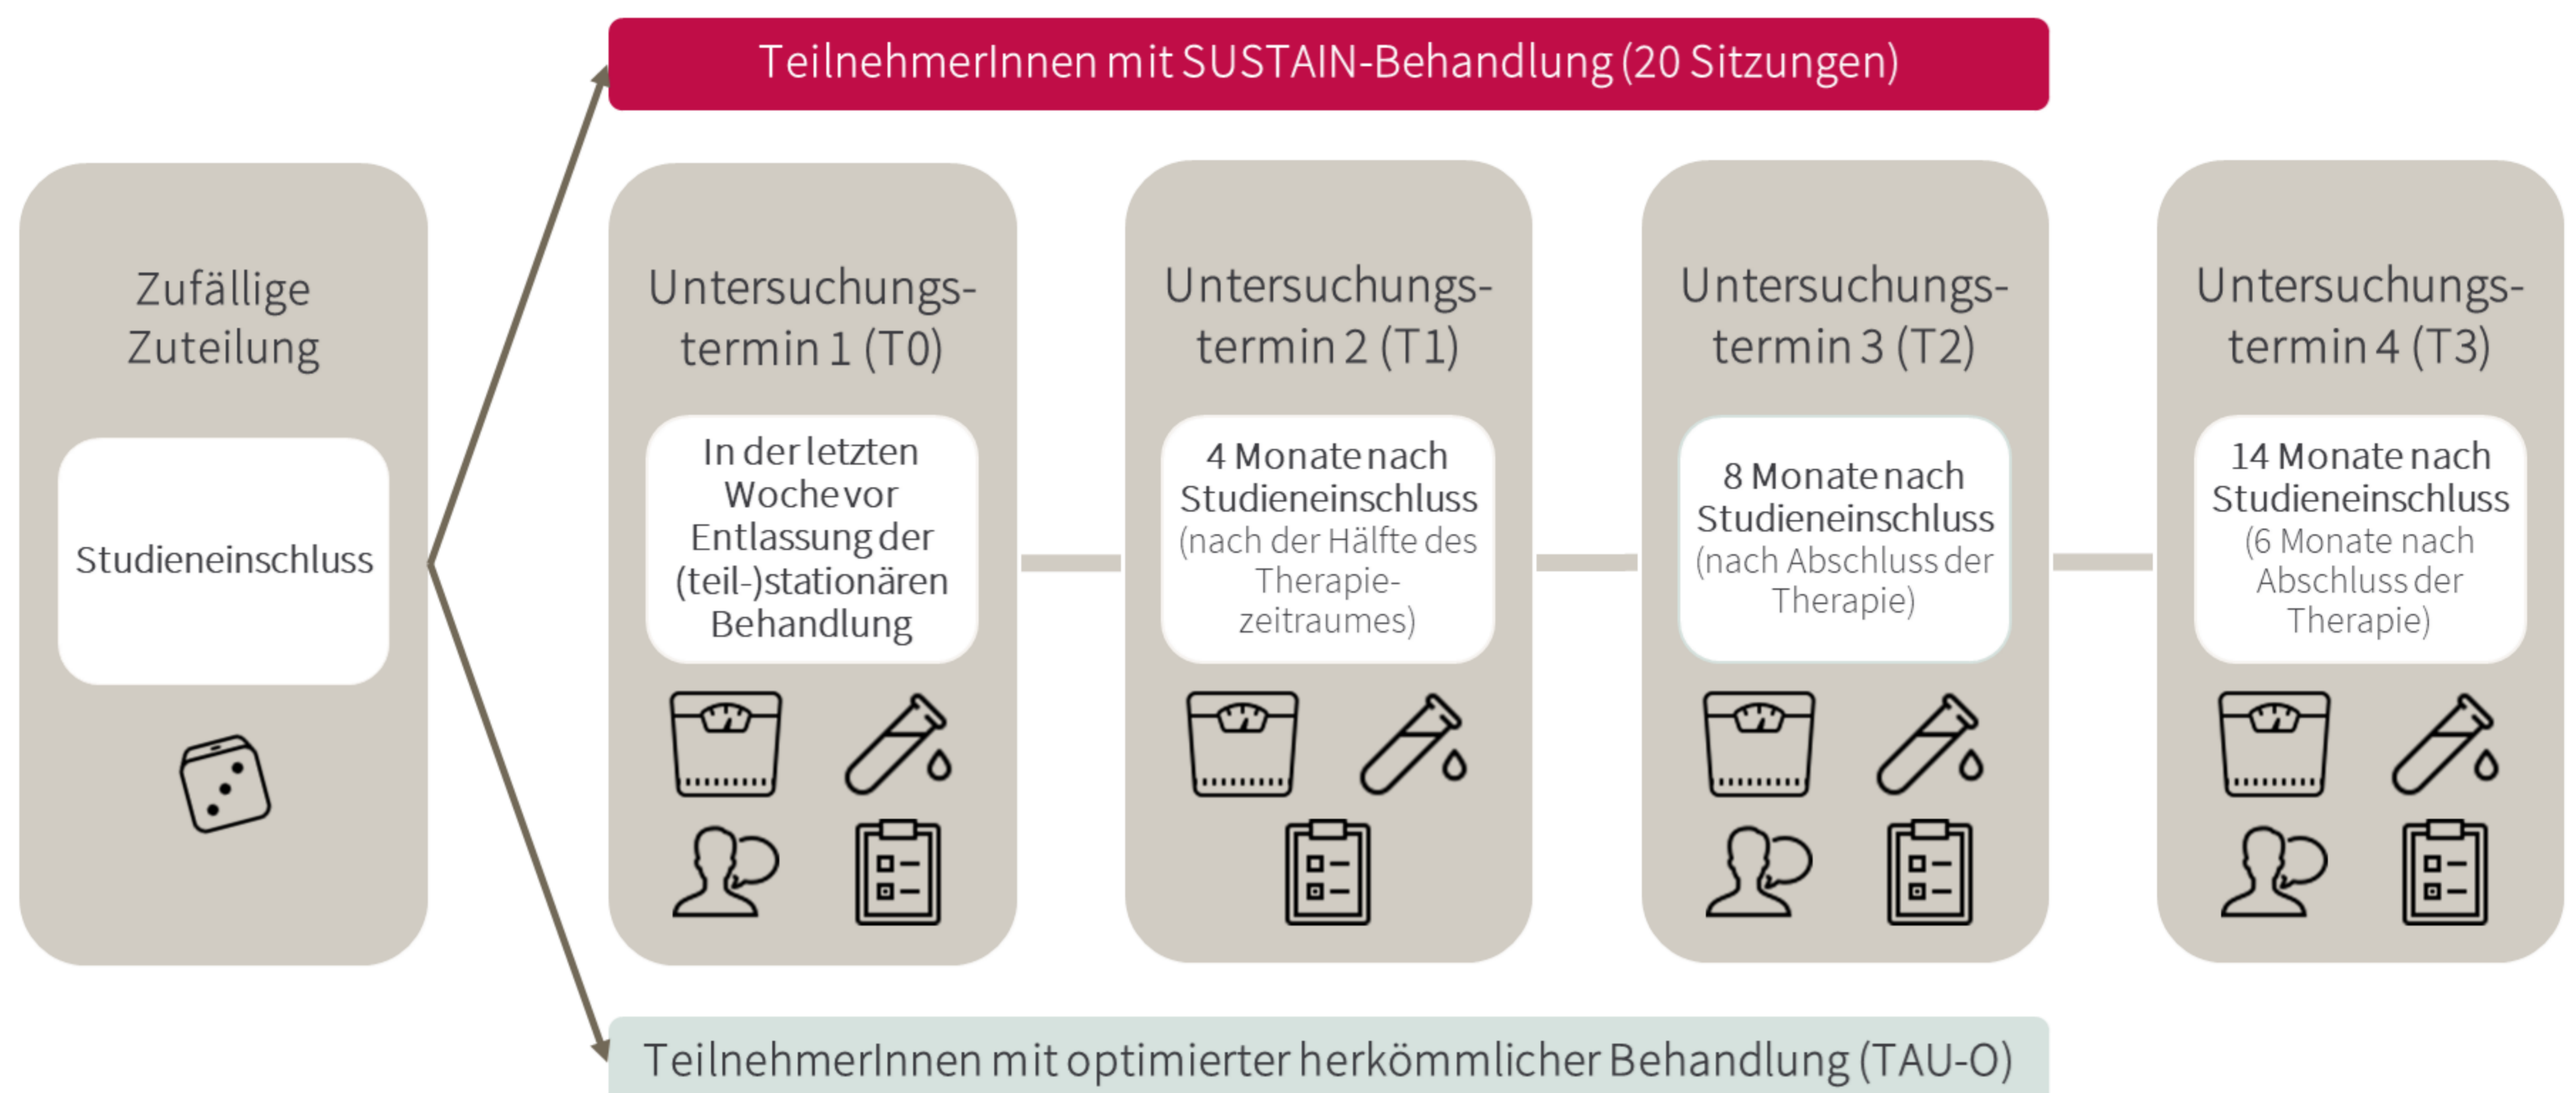 TeilnehmerInnen mit SUSTAIN-Behandlung (20 Sitzungen)
Zufällige
Zuteilung
Studieneinschluss
Untersuchungs-
termin 1 (T0)
In der letzten
Woche vor
Entlassung der
(teil-)stationären
Behandlung
Untersuchungs-
termin 2 (T1)
4 Monate nach
Studieneinschluss
(nach der Hälfte des
Therapie-
zeitraumes)
Untersuchungs-
termin 3 (T2)
8 Monate nach
Studieneinschluss
(nach Abschluss der
Therapie)
Untersuchungs-
termin 4 (T3)
14 Monate nach
Studieneinschluss
(6 Monate nach
Abschluss der
Therapie)
TeilnehmerInnen mit optimierter herkömmlicher Behandlung (TAU-O)